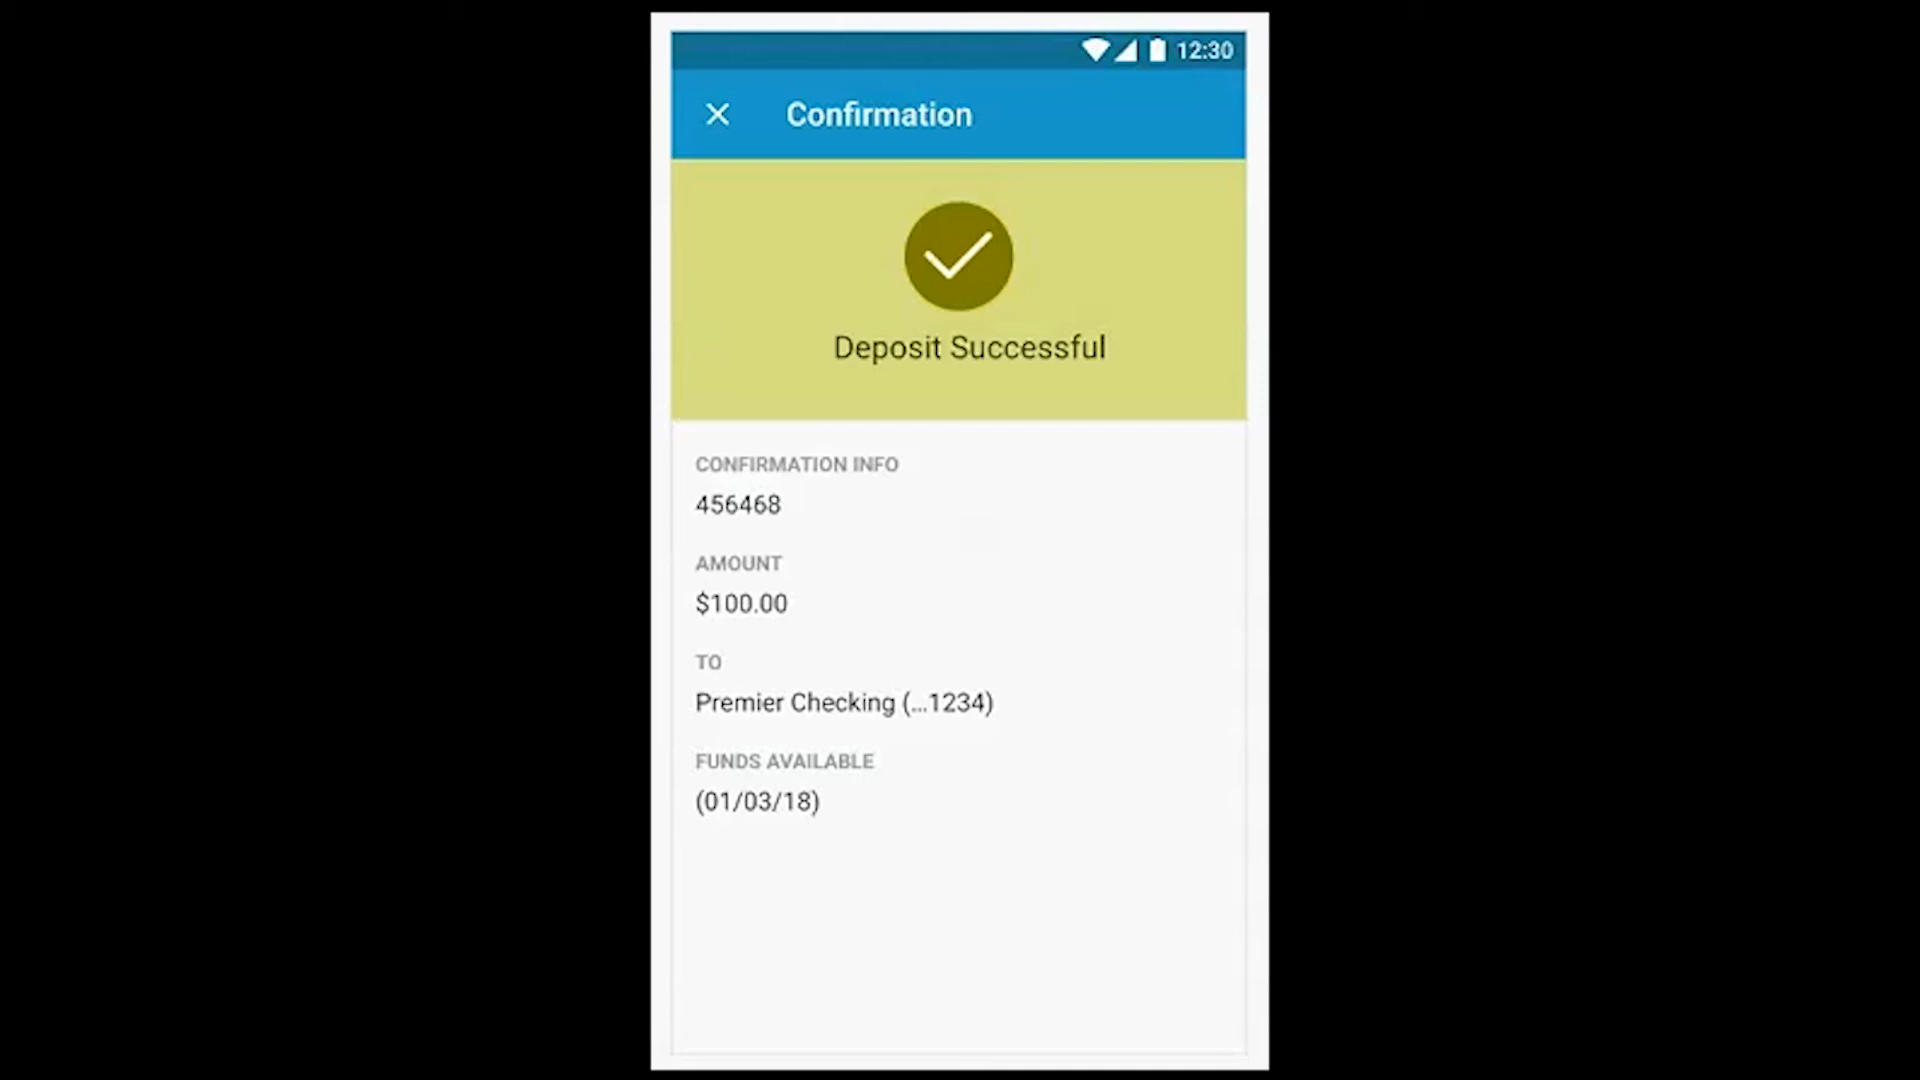 12:30
Confirmation
Deposit Successful
CONFIRMATION INFO
456468
AMOUNT
$100.00
TO
Premier Checking (...1234)
FUNDS AVAILABLE
(01/03/18)